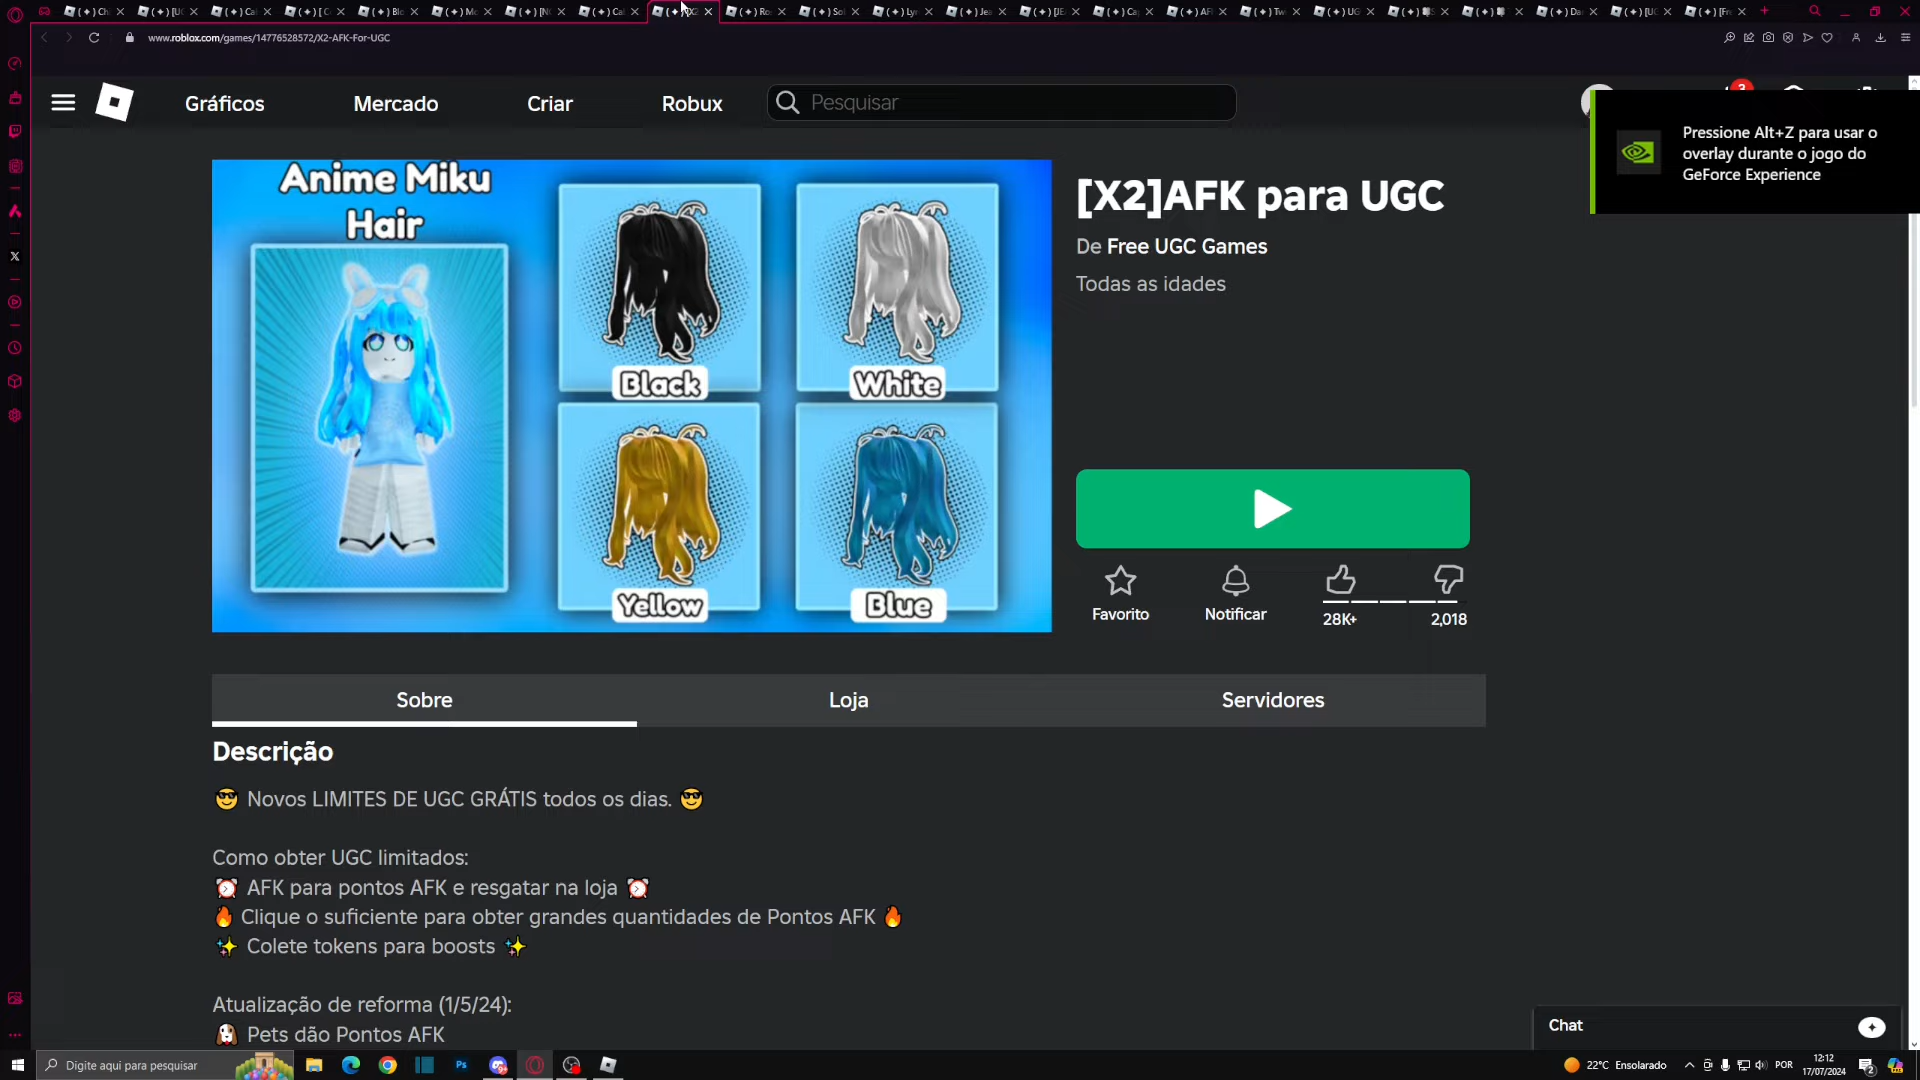 www.roblox.com/games/14776528572/X2-AFK-For-UGC
Gráficos
Mercado
Criar
Robux
Pesquisar
3
Pressione Alt+Z para usar o
overlay durante o jogo do
GeForce Experience
Anime Miku
Hair
Black
White
Yellow
Blue
[X2]AFK para UGC
De Free UGC Games
Todas as idades
Favorito
Notificar
28K+
2,018
Sobre
Loja
Servidores
Descrição
😎 Novos LIMITES DE UGC GRÁTIS todos os dias. 😎
Como obter UGC limitados:
⏰ AFK para pontos AFK e resgatar na loja ⏰
🔥 Clique o suficiente para obter grandes quantidades de Pontos AFK 🔥
✨ Colete tokens para boosts ✨
Atualização de reforma (1/5/24):
🐶 Pets dão Pontos AFK
Chat
Digite aqui para pesquisar
22°C Ensolarado
POR
12:12
17/07/2024
2